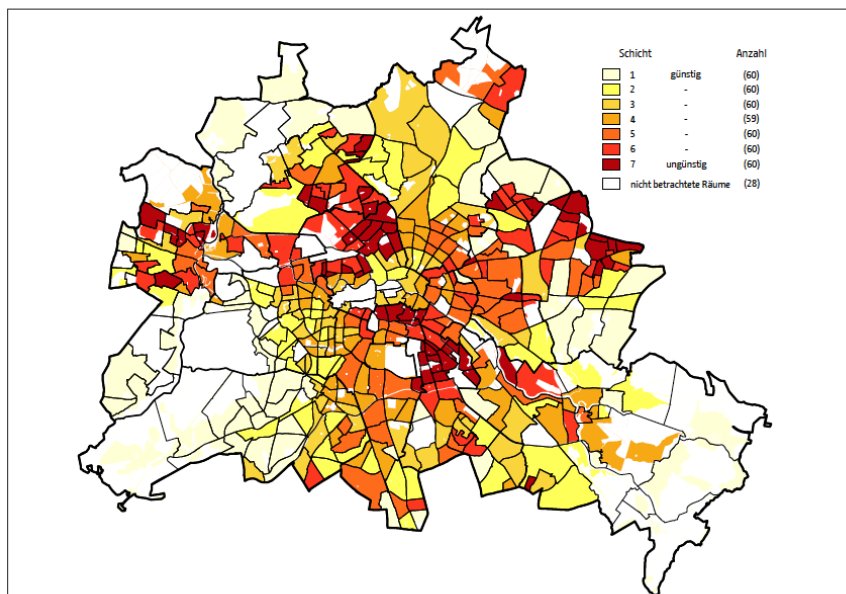 Schicht Anzahl
1 günstig (60)
2 - (60)
3 - (60)
4 - (59)
5 - (60)
6 - (60)
7 ungünstig (60)
nicht betrachtete Räume (28)